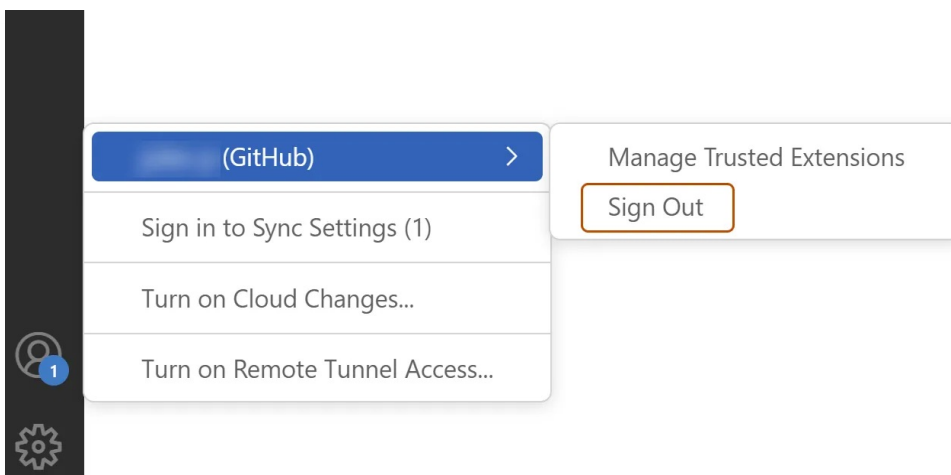 (GitHub)
Manage Trusted Extensions
Sign Out
Sign in to Sync Settings (1)
Turn on Cloud Changes...
Turn on Remote Tunnel Access...
1